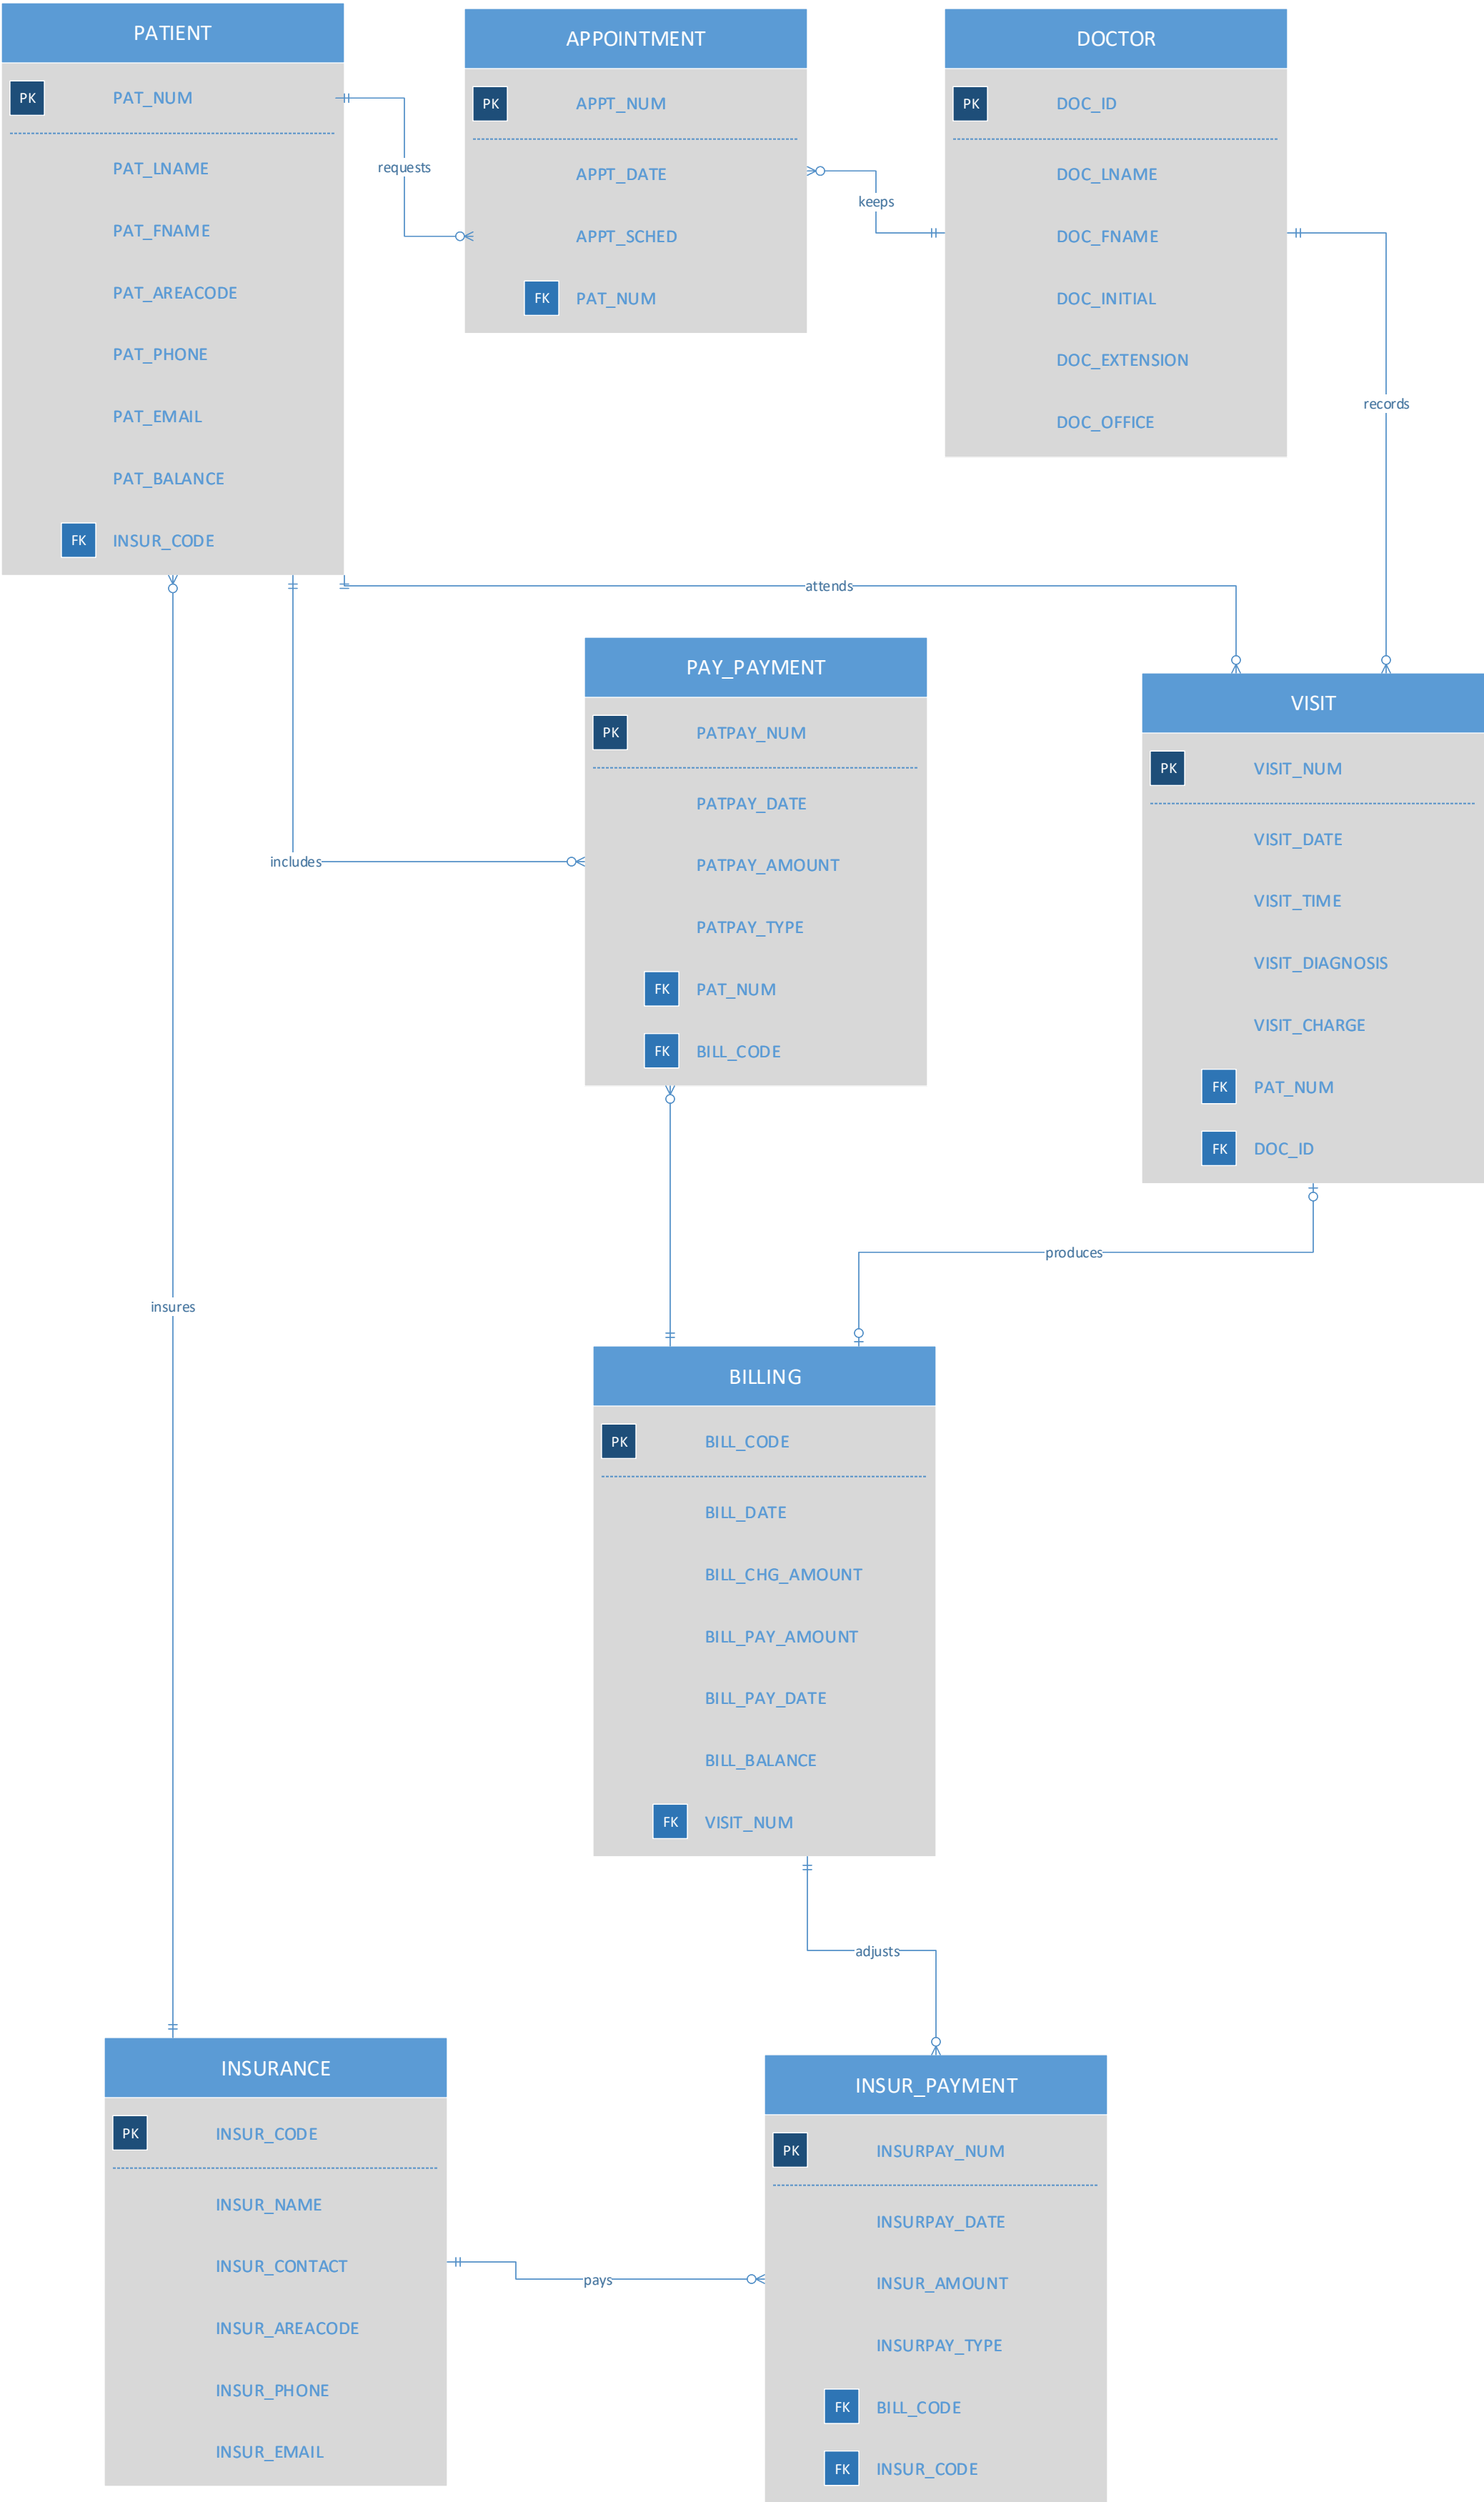 PATIENT
PK PAT_NUM
PAT_LNAME
PAT_FNAME
PAT_AREACODE
PAT_PHONE
PAT_EMAIL
PAT_BALANCE
FK INSUR_CODE
requests
APPOINTMENT
PK APPT_NUM
APPT_DATE
APPT_SCHED
FK PAT_NUM
keeps
DOCTOR
PK DOC_ID
DOC_LNAME
DOC_FNAME
DOC_INITIAL
DOC_EXTENSION
DOC_OFFICE
records
attends
PAY_PAYMENT
PK PATPAY_NUM
PATPAY_DATE
PATPAY_AMOUNT
PATPAY_TYPE
FK PAT_NUM
FK BILL_CODE
includes
VISIT
PK VISIT_NUM
VISIT_DATE
VISIT_TIME
VISIT_DIAGNOSIS
VISIT_CHARGE
FK PAT_NUM
FK DOC_ID
produces
insures
BILLING
PK BILL_CODE
BILL_DATE
BILL_CHG_AMOUNT
BILL_PAY_AMOUNT
BILL_PAY_DATE
BILL_BALANCE
FK VISIT_NUM
adjusts
INSURANCE
PK INSUR_CODE
INSUR_NAME
INSUR_CONTACT
INSUR_AREACODE
INSUR_PHONE
INSUR_EMAIL
pays
INSUR_PAYMENT
PK INSURPAY_NUM
INSURPAY_DATE
INSUR_AMOUNT
INSURPAY_TYPE
FK BILL_CODE
FK INSUR_CODE